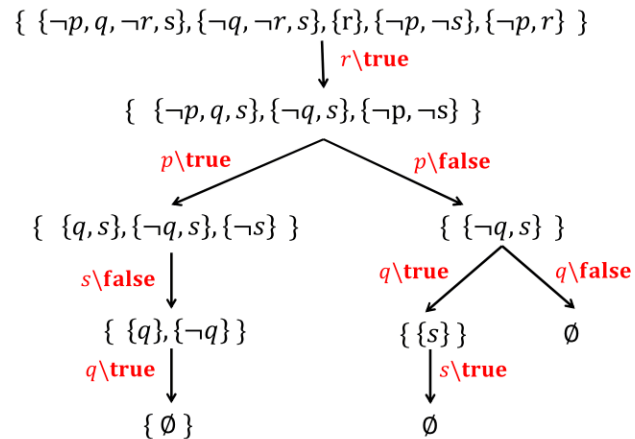 { {¬p, q, ¬r, s},{¬q, ¬r, s},{r},{¬p, ¬s},{¬p, r} }
r\true
{ {¬p, q, s},{¬q, s},{¬p, ¬s} }
p\true p\false
{ {q, s},{¬q, s},{¬s} } { {¬q, s} }
s\false q\true q\false
{ {q},{¬q} } { {s} } ∅
q\true s\true
{ ∅ } ∅